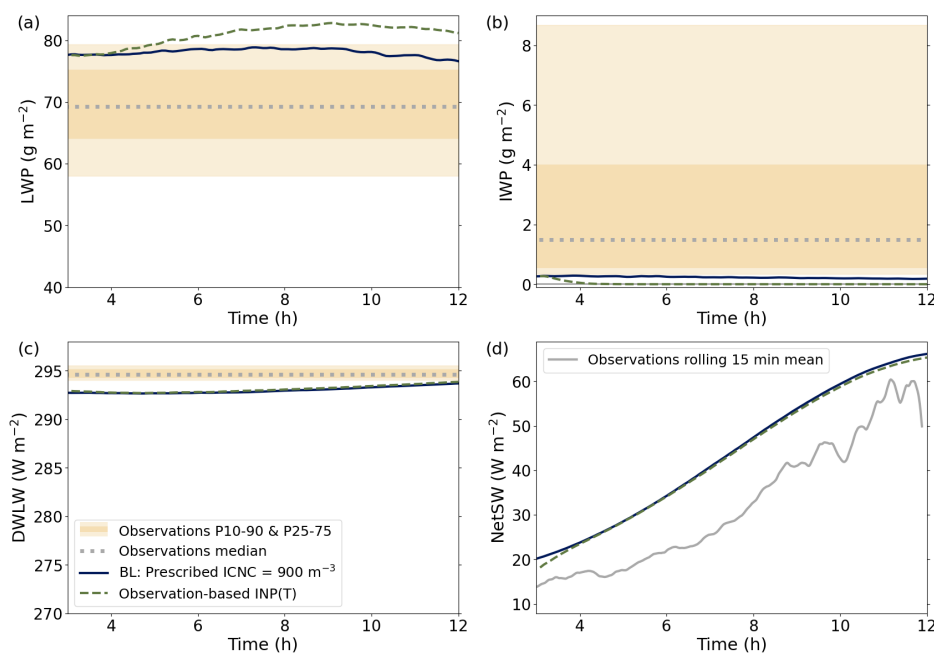 (a)
80
70
60
50
40
LWP (g m⁻²)
4 6 8 10 12
Time (h)
(b)
8
6
4
2
0
IWP (g m⁻²)
4 6 8 10 12
Time (h)
(c)
295
290
285
280
275
270
DWLW (W m⁻²)
Observations P10-90 & P25-75
Observations median
BL: Prescribed ICNC = 900 m⁻³
Observation-based INP(T)
4 6 8 10 12
Time (h)
(d)
Observations rolling 15 min mean
60
50
40
30
20
10
NetSW (W m⁻²)
4 6 8 10 12
Time (h)